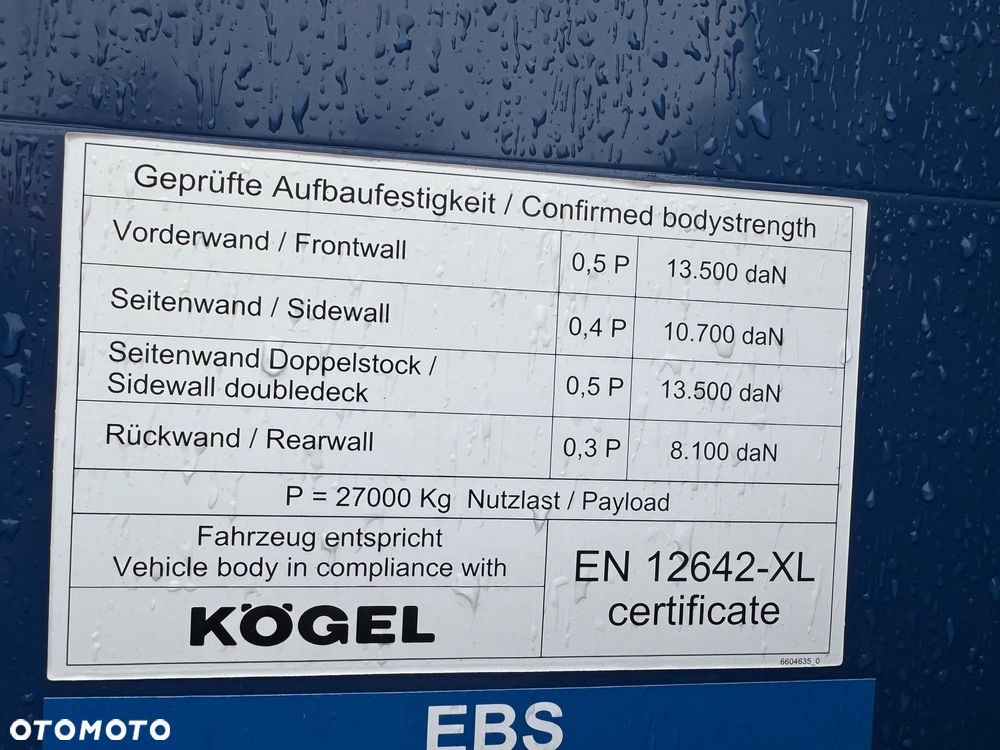 Geprüfte Aufbaufestigkeit / Confirmed bodystrength
Vorderwand / Frontwall 0,5 P 13.500 daN
Seitenwand / Sidewall 0,4 P 10.700 daN
Seitenwand Doppelstock /
Sidewall doubledeck 0,5 P 13.500 daN
Rückwand / Rearwall 0,3 P 8.100 daN
P = 27000 Kg Nutzlast / Payload
Fahrzeug entspricht
Vehicle body in compliance with
KÖGEL
EN 12642-XL
certificate
6604635_0
EBS
OTOMOTO